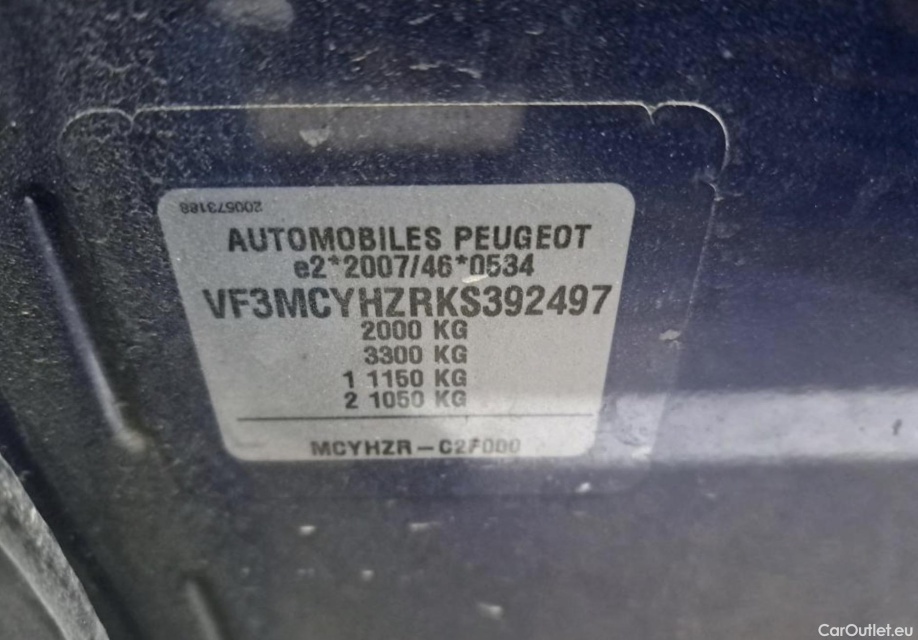 200573188
AUTOMOBILES PEUGEOT
e2*2007/46*0534
VF3MCYHZRKS392497
2000 KG
3300 KG
1 1150 KG
2 1050 KG
MCYHZR – C2F000
CarOutlet.eu